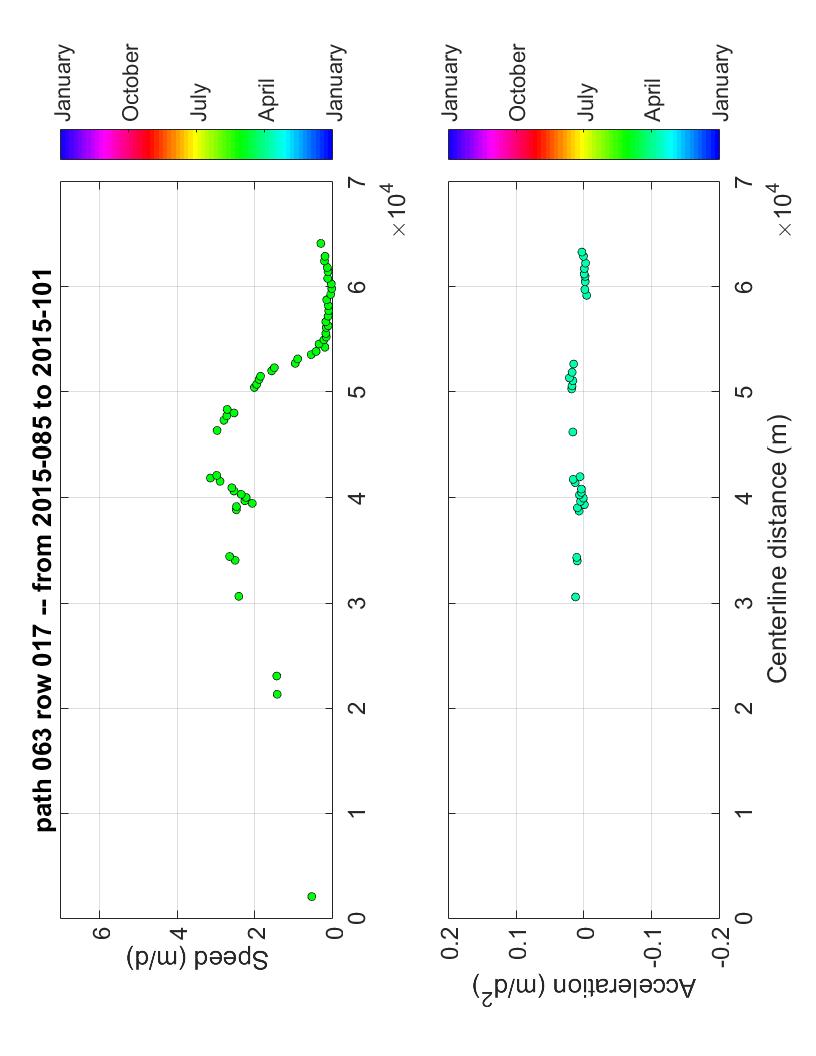 path 063 row 017 -- from 2015-085 to 2015-101
Speed (m/d)
6
4
2
0
0
1
2
3
4
5
6
7
×10⁴
January
October
July
April
January
Acceleration (m/d²)
0.2
0.1
0
-0.1
-0.2
0
1
2
3
4
5
6
7
×10⁴
Centerline distance (m)
January
October
July
April
January